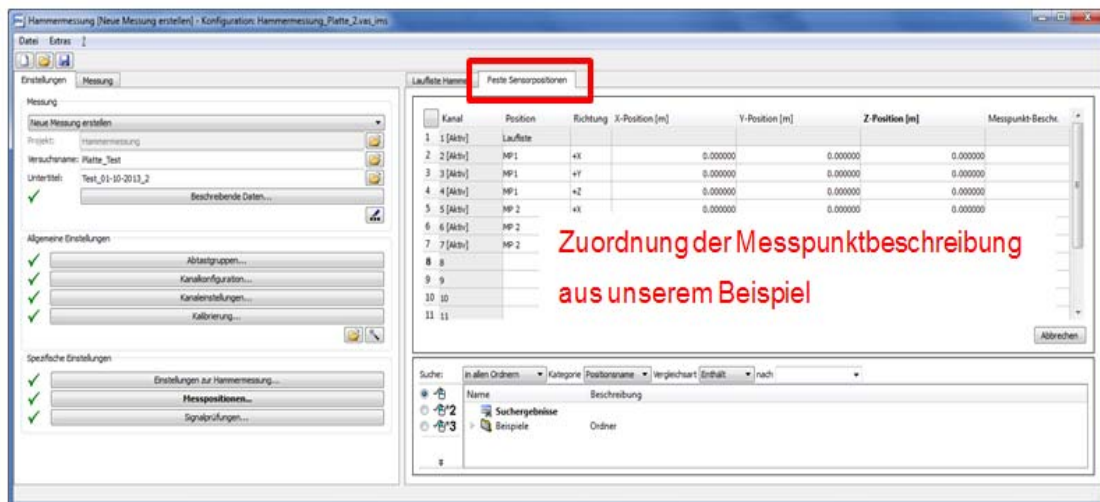 Hammermessung [Neue Messung erstellen] - Konfiguration: Hammermessung_Platte_2.vas_ims
Datei Extras ?
Einstellungen Messung
Messung
Neue Messung erstellen
Projekt: Hammermessung
Versuchsname: Platte_Test
Untertitel: Test_01-10-2013_2
Beschreibende Daten...
Allgemeine Einstellungen
Abtastgruppen...
Kanalkonfiguration...
Kanaleinstellungen...
Kalibrierung...
Spezifische Einstellungen
Einstellungen zur Hammermessung...
Messpositionen...
Signalprüfungen...
Laufliste Hamme Feste Sensorpositionen
Kanal Position Richtung X-Position [m] Y-Position [m] Z-Position [m] Messpunkt-Beschr.
1 1 [Aktiv] Laufliste
2 2 [Aktiv] MP1 +X 0.000000 0.000000 0.000000
3 3 [Aktiv] MP1 +Y 0.000000 0.000000 0.000000
4 4 [Aktiv] MP1 +Z 0.000000 0.000000 0.000000
5 5 [Aktiv] MP 2 +X 0.000000 0.000000 0.000000
6 6 [Aktiv] MP 2
7 7 [Aktiv] MP 2
8 8
9 9
10 10
11 11
Zuordnung der Messpunktbeschreibung
aus unserem Beispiel
Abbrechen
Suche: in allen Ordnern Kategorie Positionsname Vergleichsart Enthält nach
Name Beschreibung
*2 Suchergebnisse
*3 Beispiele Ordner